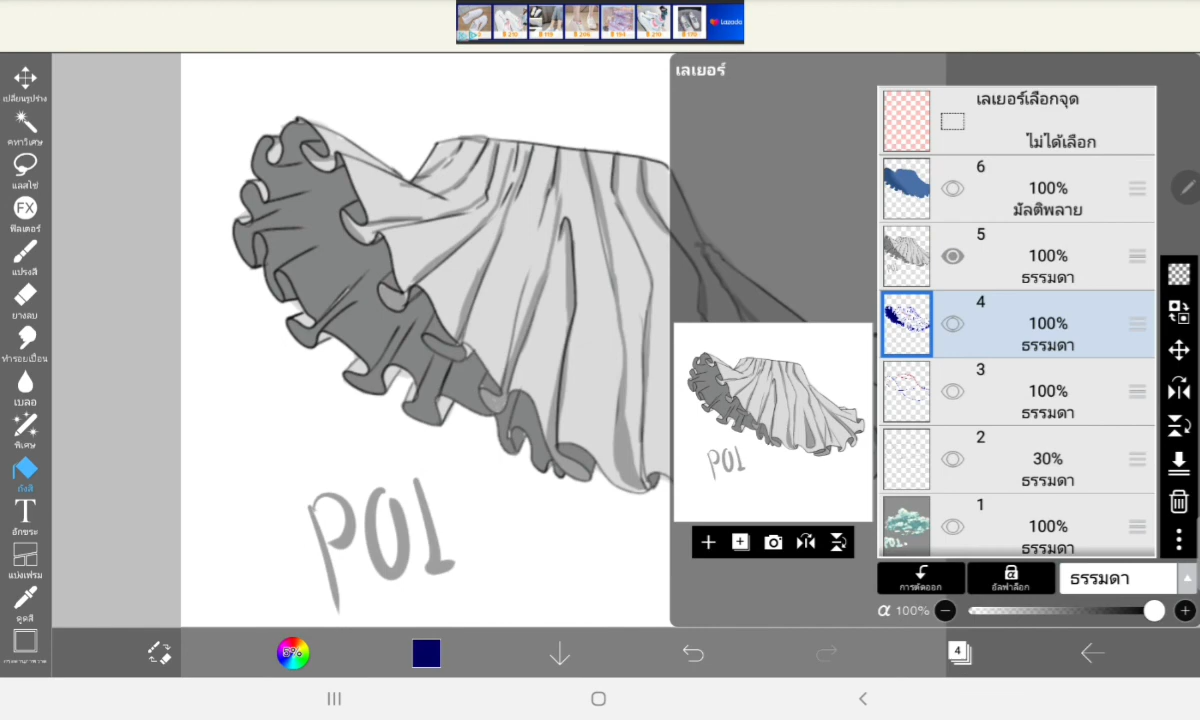 Lazada
฿ 210
฿ 119
เลเยอร์
เปลี่ยนรูปร่าง
คทาวิเศษ
แลสโซ่
FX
ฟิลเตอร์
แปรงสี
ยางลบ
ทำรอยเปื้อน
เบลอ
พิเศษ
ถังสี
T
อักขระ
แบ่งเฟรม
ดูดสี
P01
P01
เลเยอร์เลือกจุด
ไม่ได้เลือก
6
100%
มัลติพลาย
5
100%
ธรรมดา
4
100%
ธรรมดา
3
100%
ธรรมดา
2
30%
ธรรมดา
1
100%
ธรรมดา
การตัดออก
อัลฟาล็อก
ธรรมดา
α 100%
5%
4